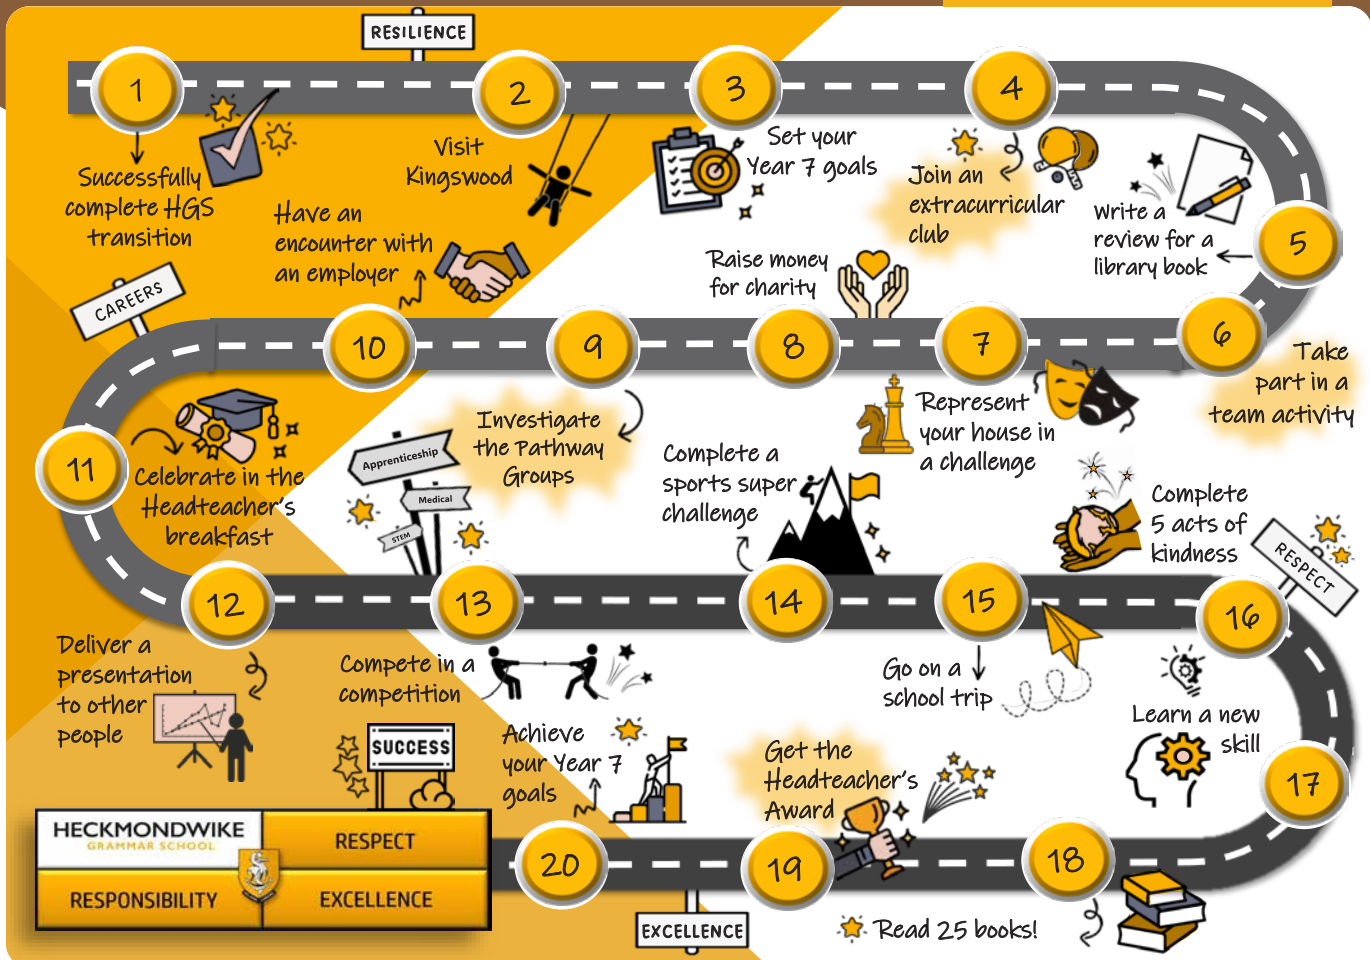 RESILIENCE
1
2
3
4
Successfully
complete HGS
transition
Visit
Kingswood
Set your
Year 7 goals
Join an
extracurricular
club
Write a
review for a
library book
5
Have an
encounter with
an employer
Raise money
for charity
CAREERS
10
9
8
7
6
Take
part in a
team activity
Represent
your house in
a challenge
Investigate
the Pathway
Groups
Apprenticeship
Medical
STEM
11
Celebrate in the
Headteacher's
breakfast
Complete a
sports super
challenge
Complete
5 acts of
kindness
RESPECT
12
13
14
15
16
Deliver a
presentation
to other
people
Compete in a
competition
Go on a
school trip
Learn a new
skill
17
SUCCESS
Achieve
your Year 7
goals
Get the
Headteacher's
Award
HECKMONDWIKE
GRAMMAR SCHOOL
RESPECT
RESPONSIBILITY
EXCELLENCE
20
19
18
EXCELLENCE
Read 25 books!